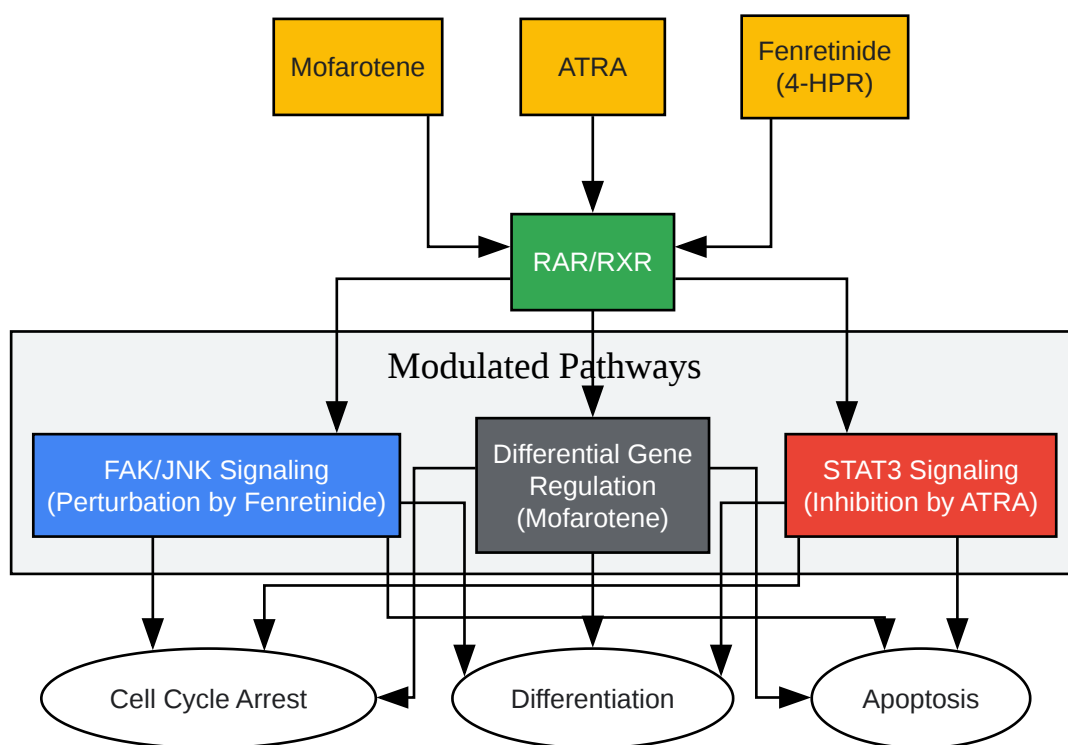 Mofarotene
ATRA
Fenretinide
(4-HPR)
RAR/RXR
Modulated Pathways
FAK/JNK Signaling
(Perturbation by Fenretinide)
Differential Gene
Regulation
(Mofarotene)
STAT3 Signaling
(Inhibition by ATRA)
Cell Cycle Arrest
Differentiation
Apoptosis